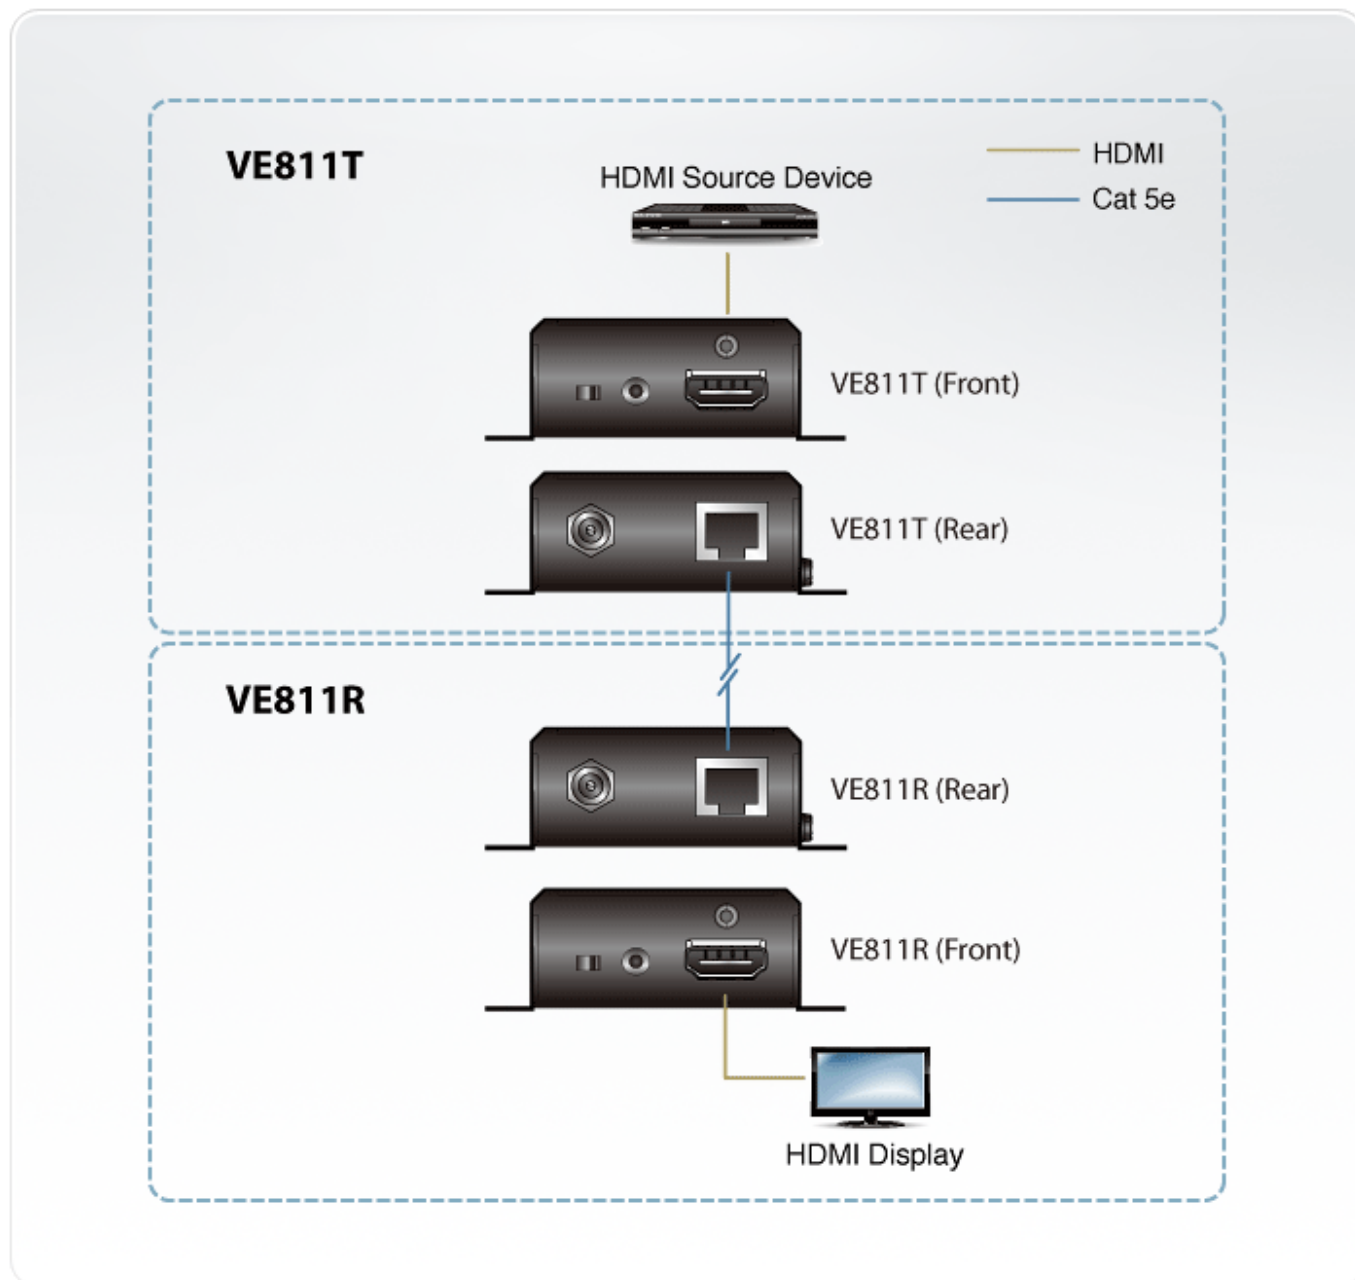 VE811T
HDMI Source Device
HDMI
Cat 5e
VE811T (Front)
VE811T (Rear)
VE811R
VE811R (Rear)
VE811R (Front)
HDMI Display